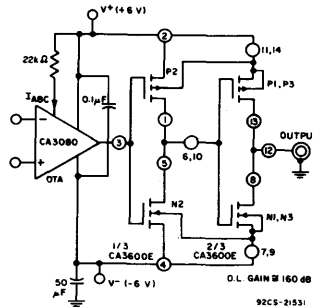 V+ (+6 V)
2
11,14
22kΩ
P2
P1, P3
IABC
0.1µF
1
13
OUTPUT
−
CA3080
3
6,10
12
+
OTA
5
8
N2
N1, N3
1/3
CA3600E
2/3
CA3600E
7,9
4
50
µF
V− (−6 V)
O.L. GAIN ≅ 160 dB
92CS-21531